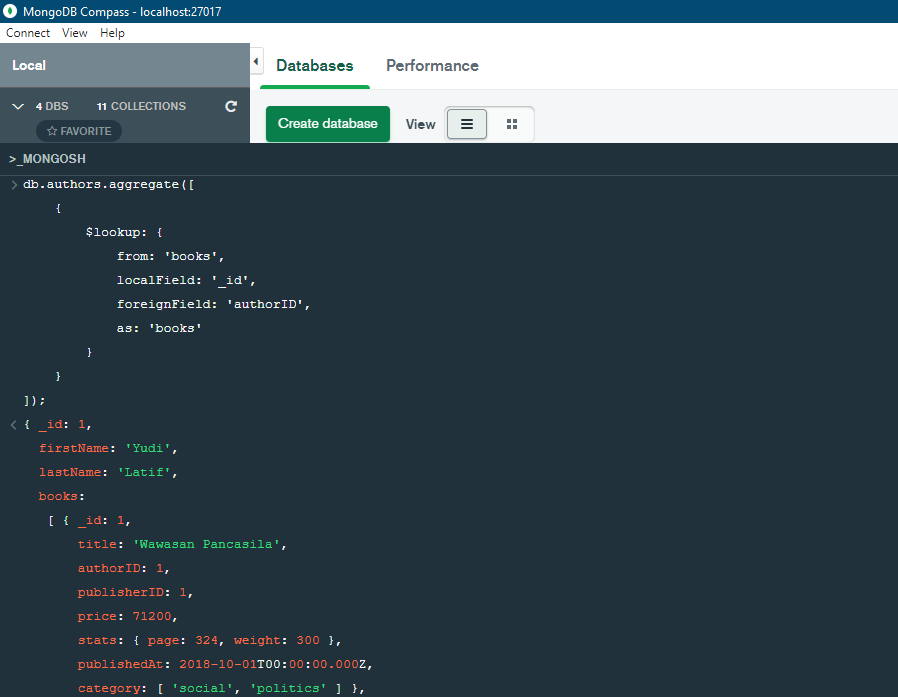 MongoDB Compass - localhost:27017
Connect View Help
Local
Databases Performance
4 DBS 11 COLLECTIONS
FAVORITE
Create database View
>_MONGOSH
> db.authors.aggregate([
{
$lookup: {
from: 'books',
localField: '_id',
foreignField: 'authorID',
as: 'books'
}
}
]);
< { _id: 1,
firstName: 'Yudi',
lastName: 'Latif',
books:
[ { _id: 1,
title: 'Wawasan Pancasila',
authorID: 1,
publisherID: 1,
price: 71200,
stats: { page: 324, weight: 300 },
publishedAt: 2018-10-01T00:00:00.000Z,
category: [ 'social', 'politics' ] },